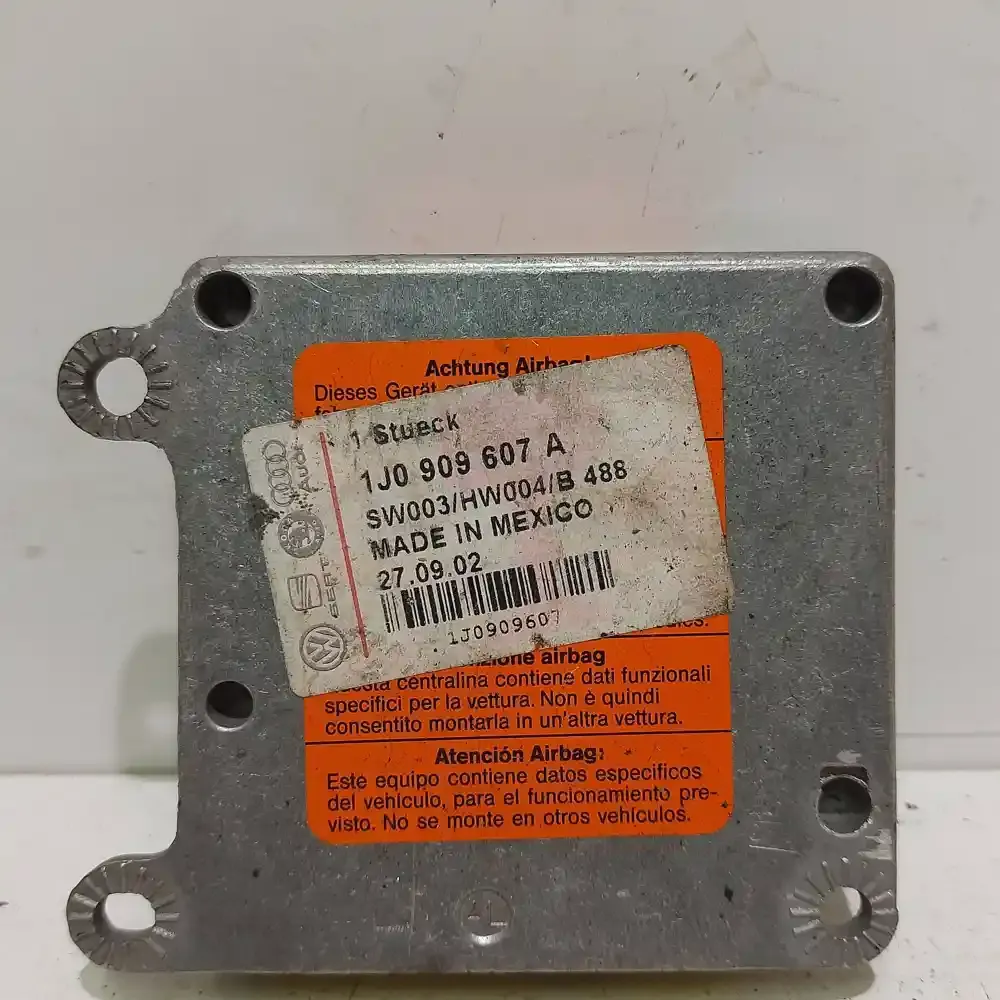 Achtung Airbag!
Dieses Gerät
1 Stueck
1J0 909 607 A
SW003/HW004/B 488
MADE IN MEXICO
27.09.02
1J0909607
Audi
SEAT
airbag
centralina contiene dati funzionali
specifici per la vettura. Non è quindi
consentito montarla in un'altra vettura.
Atención Airbag:
Este equipo contiene datos especificos
del vehiculo, para el funcionamiento pre-
visto. No se monte en otros vehiculos.